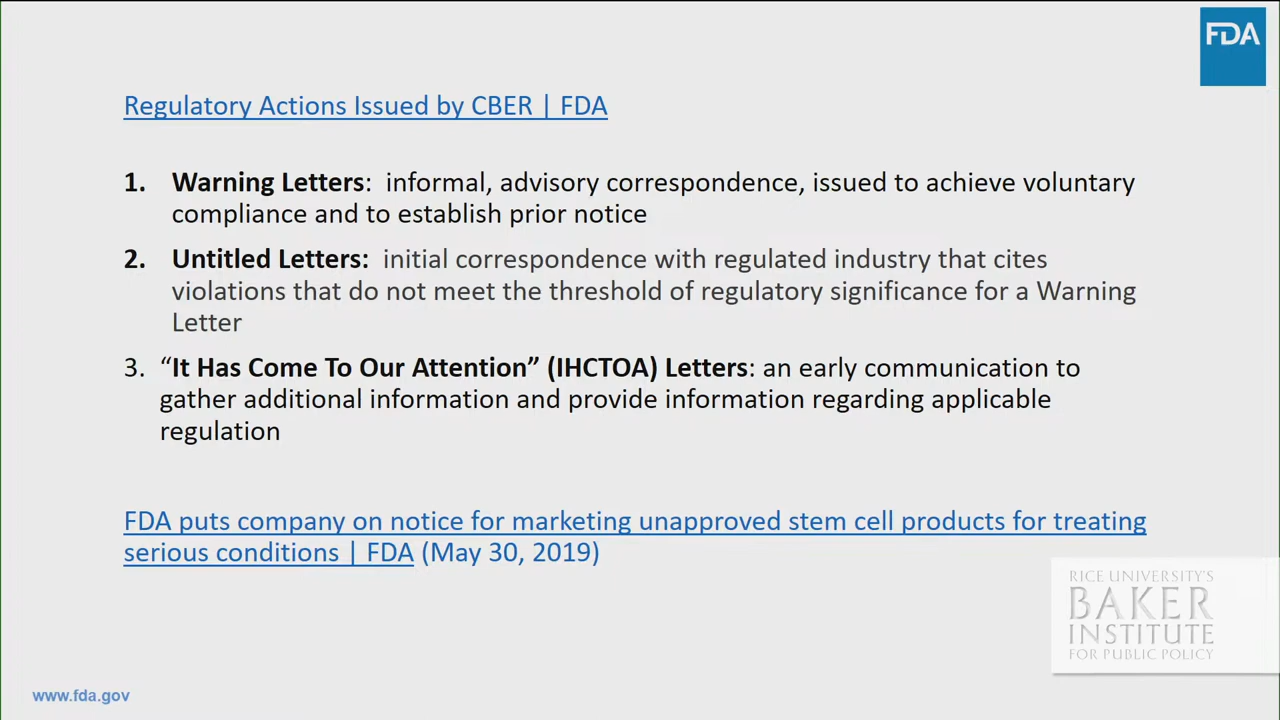 FDA
Regulatory Actions Issued by CBER | FDA
1. Warning Letters: informal, advisory correspondence, issued to achieve voluntary
compliance and to establish prior notice
2. Untitled Letters: initial correspondence with regulated industry that cites
violations that do not meet the threshold of regulatory significance for a Warning
Letter
3. “It Has Come To Our Attention” (IHCTOA) Letters: an early communication to
gather additional information and provide information regarding applicable
regulation
FDA puts company on notice for marketing unapproved stem cell products for treating
serious conditions | FDA (May 30, 2019)
RICE UNIVERSITY'S
BAKER
INSTITUTE
FOR PUBLIC POLICY
www.fda.gov